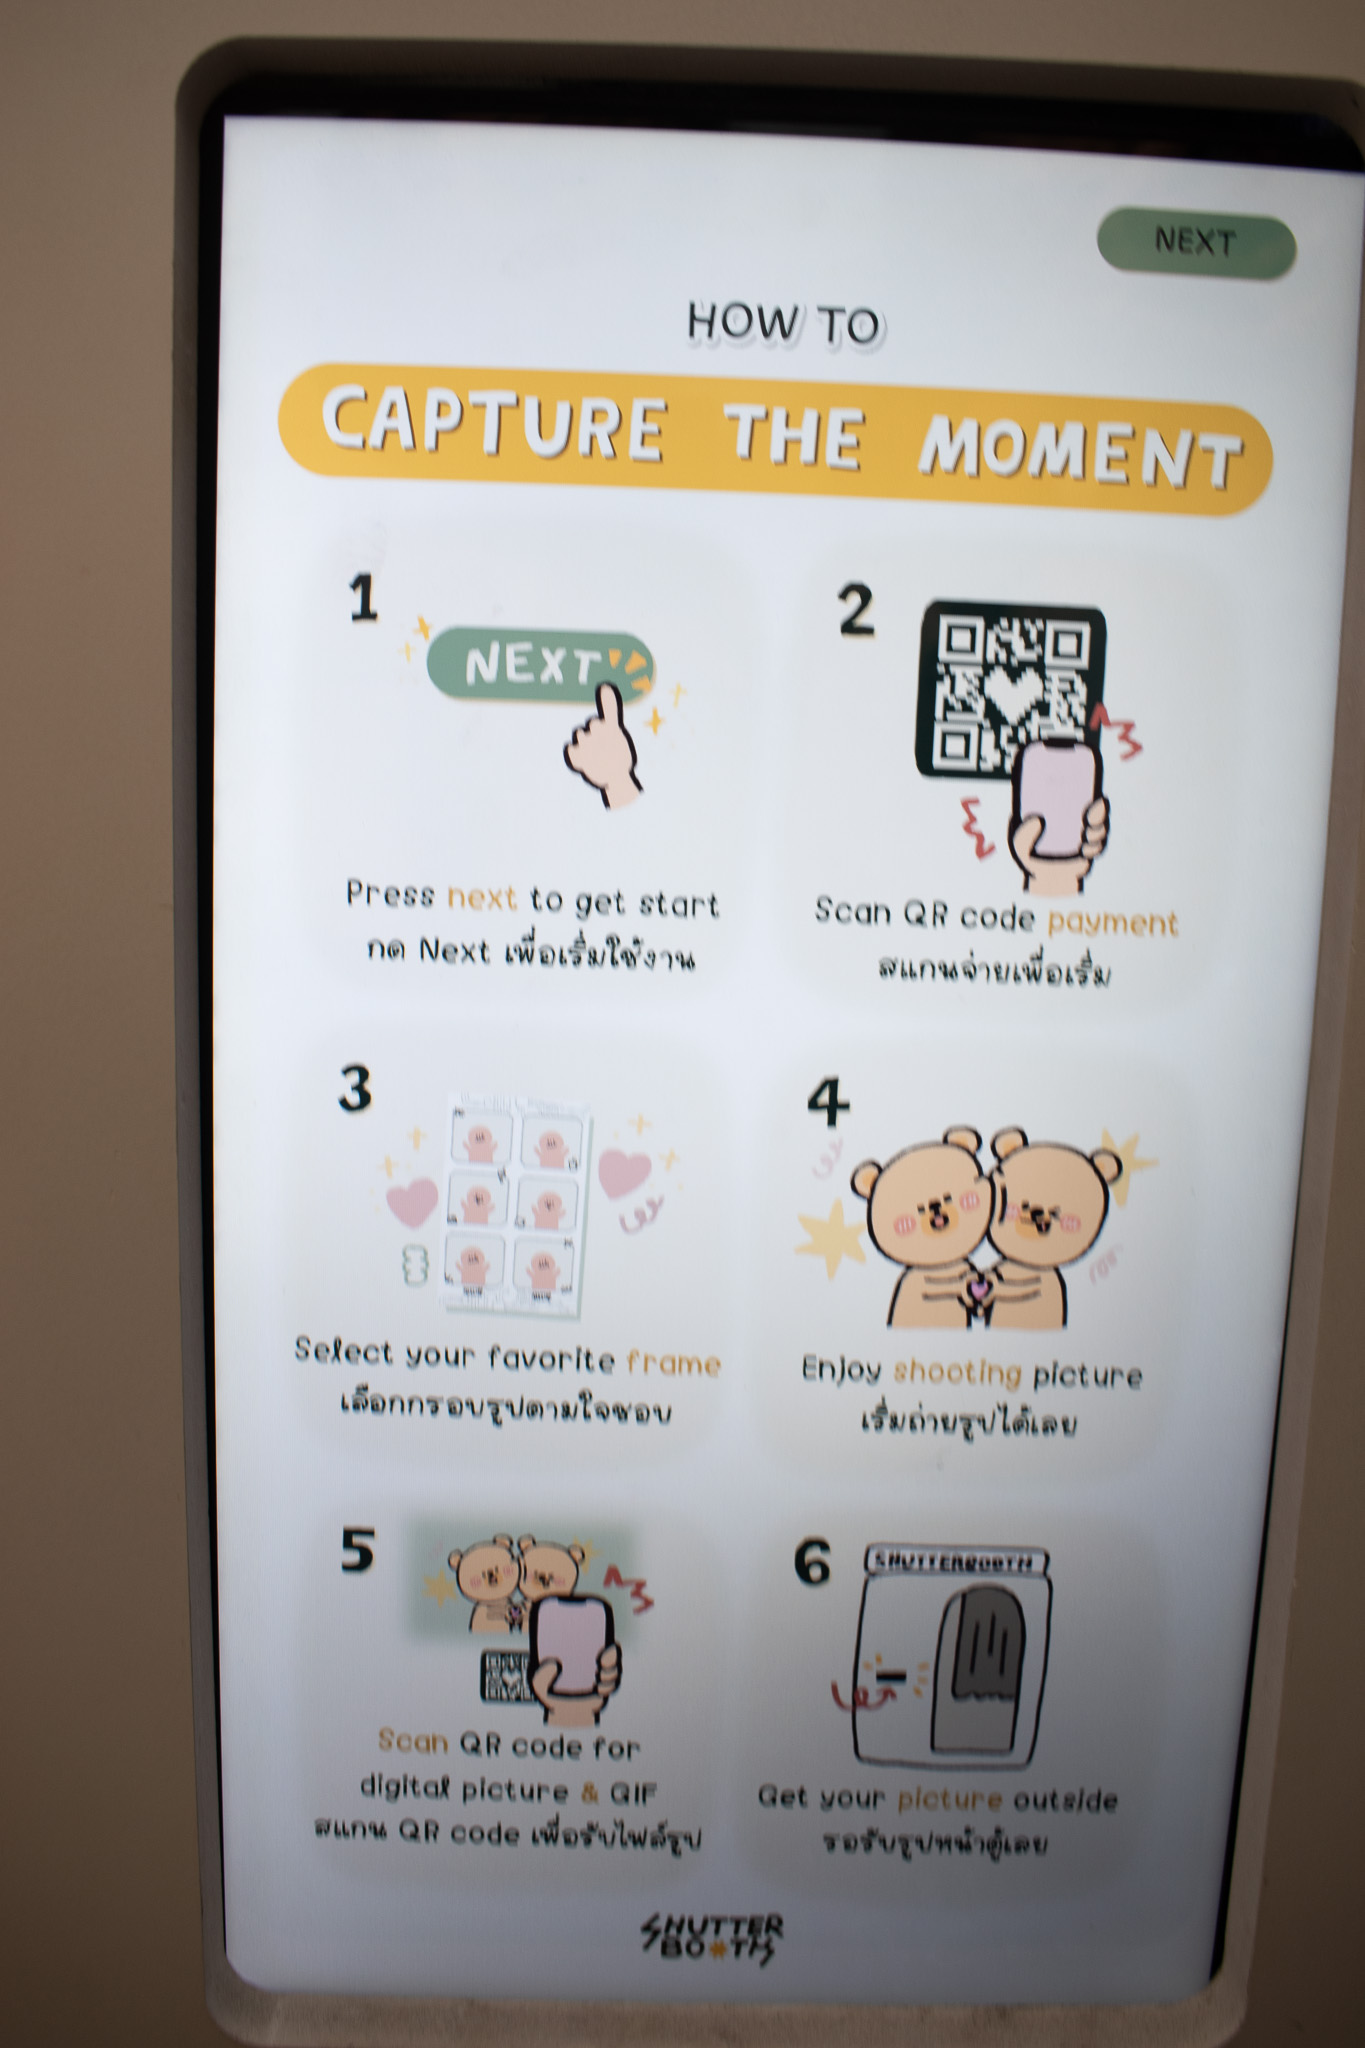 NEXT
HOW TO
CAPTURE THE MOMENT
1
NEXT
Press next to get start
กด Next เพื่อเริ่มใช้งาน
2
Scan QR code payment
สแกนจ่ายเพื่อเริ่ม
3
Select your favorite frame
เลือกกรอบรูปตามใจชอบ
4
Enjoy shooting picture
เริ่มถ่ายรูปได้เลย
5
Scan QR code for
digital picture & GIF
สแกน QR code เพื่อรับไฟล์รูป
6
SHUTTERBOOTH
Get your picture outside
รอรับรูปหน้าตู้เลย
SHUTTER
BOOTH